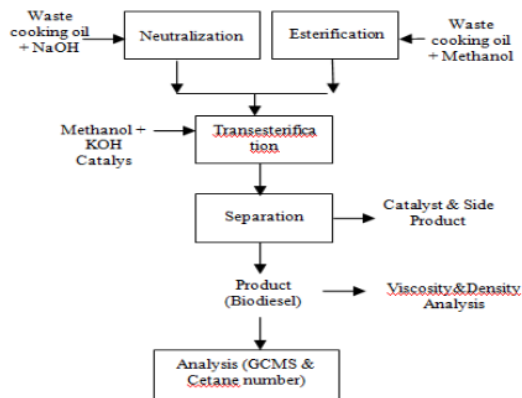 Waste
cooking oil
+ NaOH
Neutralization
Esterification
Waste
cooking oil
+ Methanol
Methanol +
KOH
Catalys
Transesterifica
tion
Separation
Catalyst & Side
Product
Product
(Biodiesel)
Viscosity&Density
Analysis
Analysis (GCMS &
Cetane number)